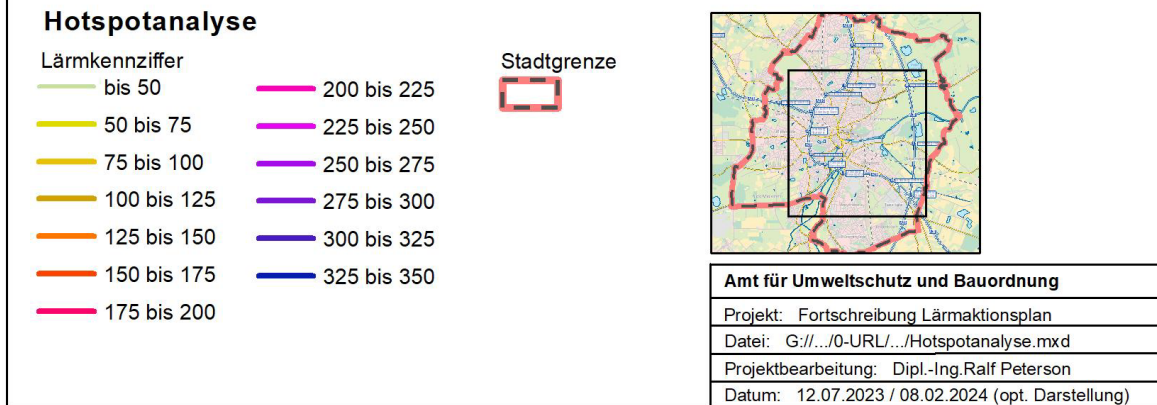 Hotspotanalyse
Lärmkennziffer
bis 50
50 bis 75
75 bis 100
100 bis 125
125 bis 150
150 bis 175
175 bis 200
200 bis 225
225 bis 250
250 bis 275
275 bis 300
300 bis 325
325 bis 350
Stadtgrenze
Amt für Umweltschutz und Bauordnung
Projekt: Fortschreibung Lärmaktionsplan
Datei: G://.../0-URL/.../Hotspotanalyse.mxd
Projektbearbeitung: Dipl.-Ing.Ralf Peterson
Datum: 12.07.2023 / 08.02.2024 (opt. Darstellung)